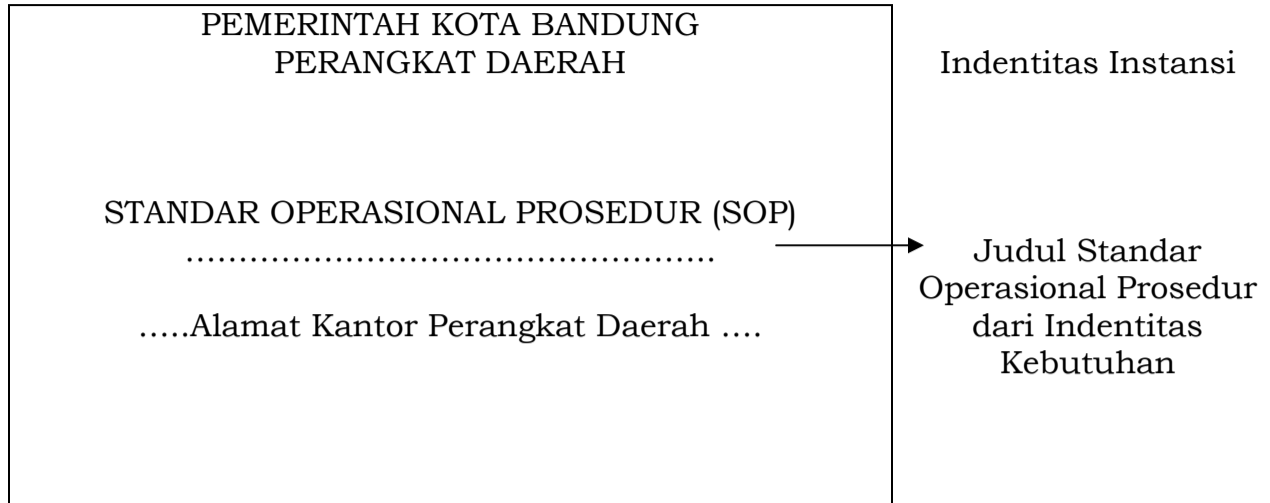 PEMERINTAH KOTA BANDUNG
PERANGKAT DAERAH
Indentitas Instansi
STANDAR OPERASIONAL PROSEDUR (SOP)
………………………………………….
…..Alamat Kantor Perangkat Daerah ….
Judul Standar
Operasional Prosedur
dari Indentitas
Kebutuhan